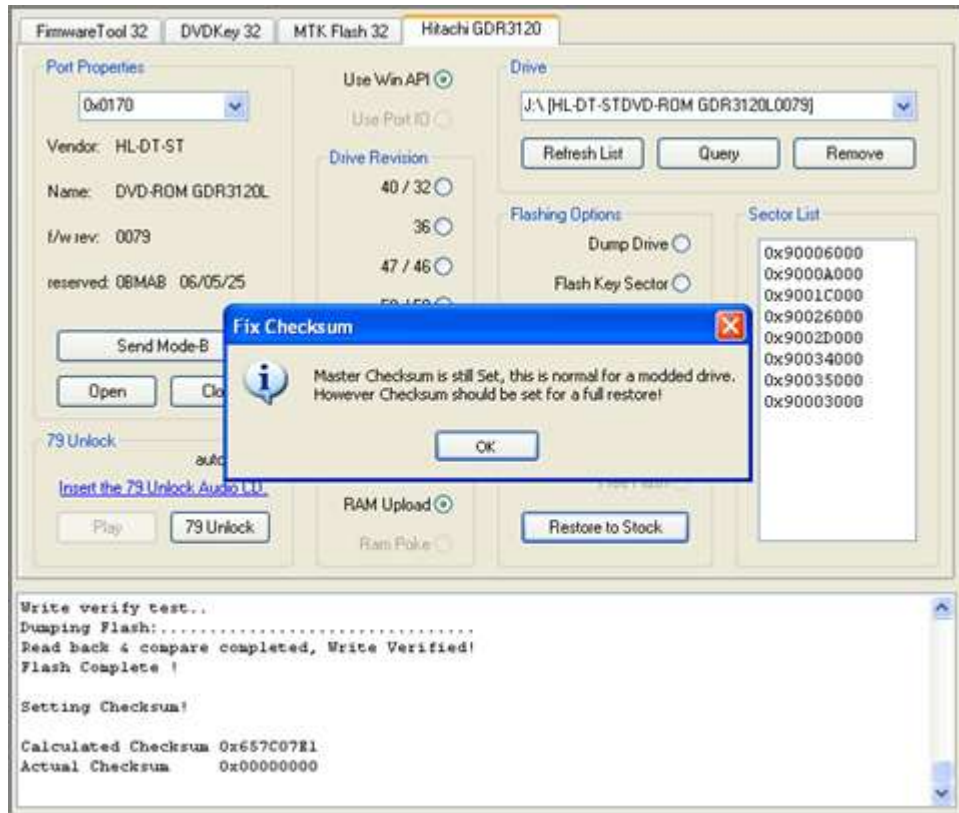 FirmwareTool 32
DVDKey 32
MTK Flash 32
Hitachi GDR3120
Port Properties
0x0170
Vendor: HL-DT-ST
Name: DVD-ROM GDR3120L
f/w rev: 0079
reserved: 0BMAB 06/05/25
Send Mode-B
Open
Clo
79 Unlock
auto
Insert the 79 Unlock Audio CD.
Play
79 Unlock
Use Win API
Use Port IO
Drive Revision
40 / 32
36
47 / 46
RAM Upload
Ram Poke
Drive
J:\ [HL-DT-STDVD-ROM GDR3120L0079]
Refresh List
Query
Remove
Flashing Options
Dump Drive
Flash Key Sector
Restore to Stock
Sector List
0x90006000
0x9000A000
0x9001C000
0x90026000
0x9002D000
0x90034000
0x90035000
0x90003000
Fix Checksum
Master Checksum is still Set, this is normal for a modded drive.
However Checksum should be set for a full restore!
OK
Write verify test..
Dumping Flash:................................
Read back & compare completed, Write Verified!
Flash Complete !
Setting Checksum!
Calculated Checksum 0x657C07E1
Actual Checksum 0x00000000